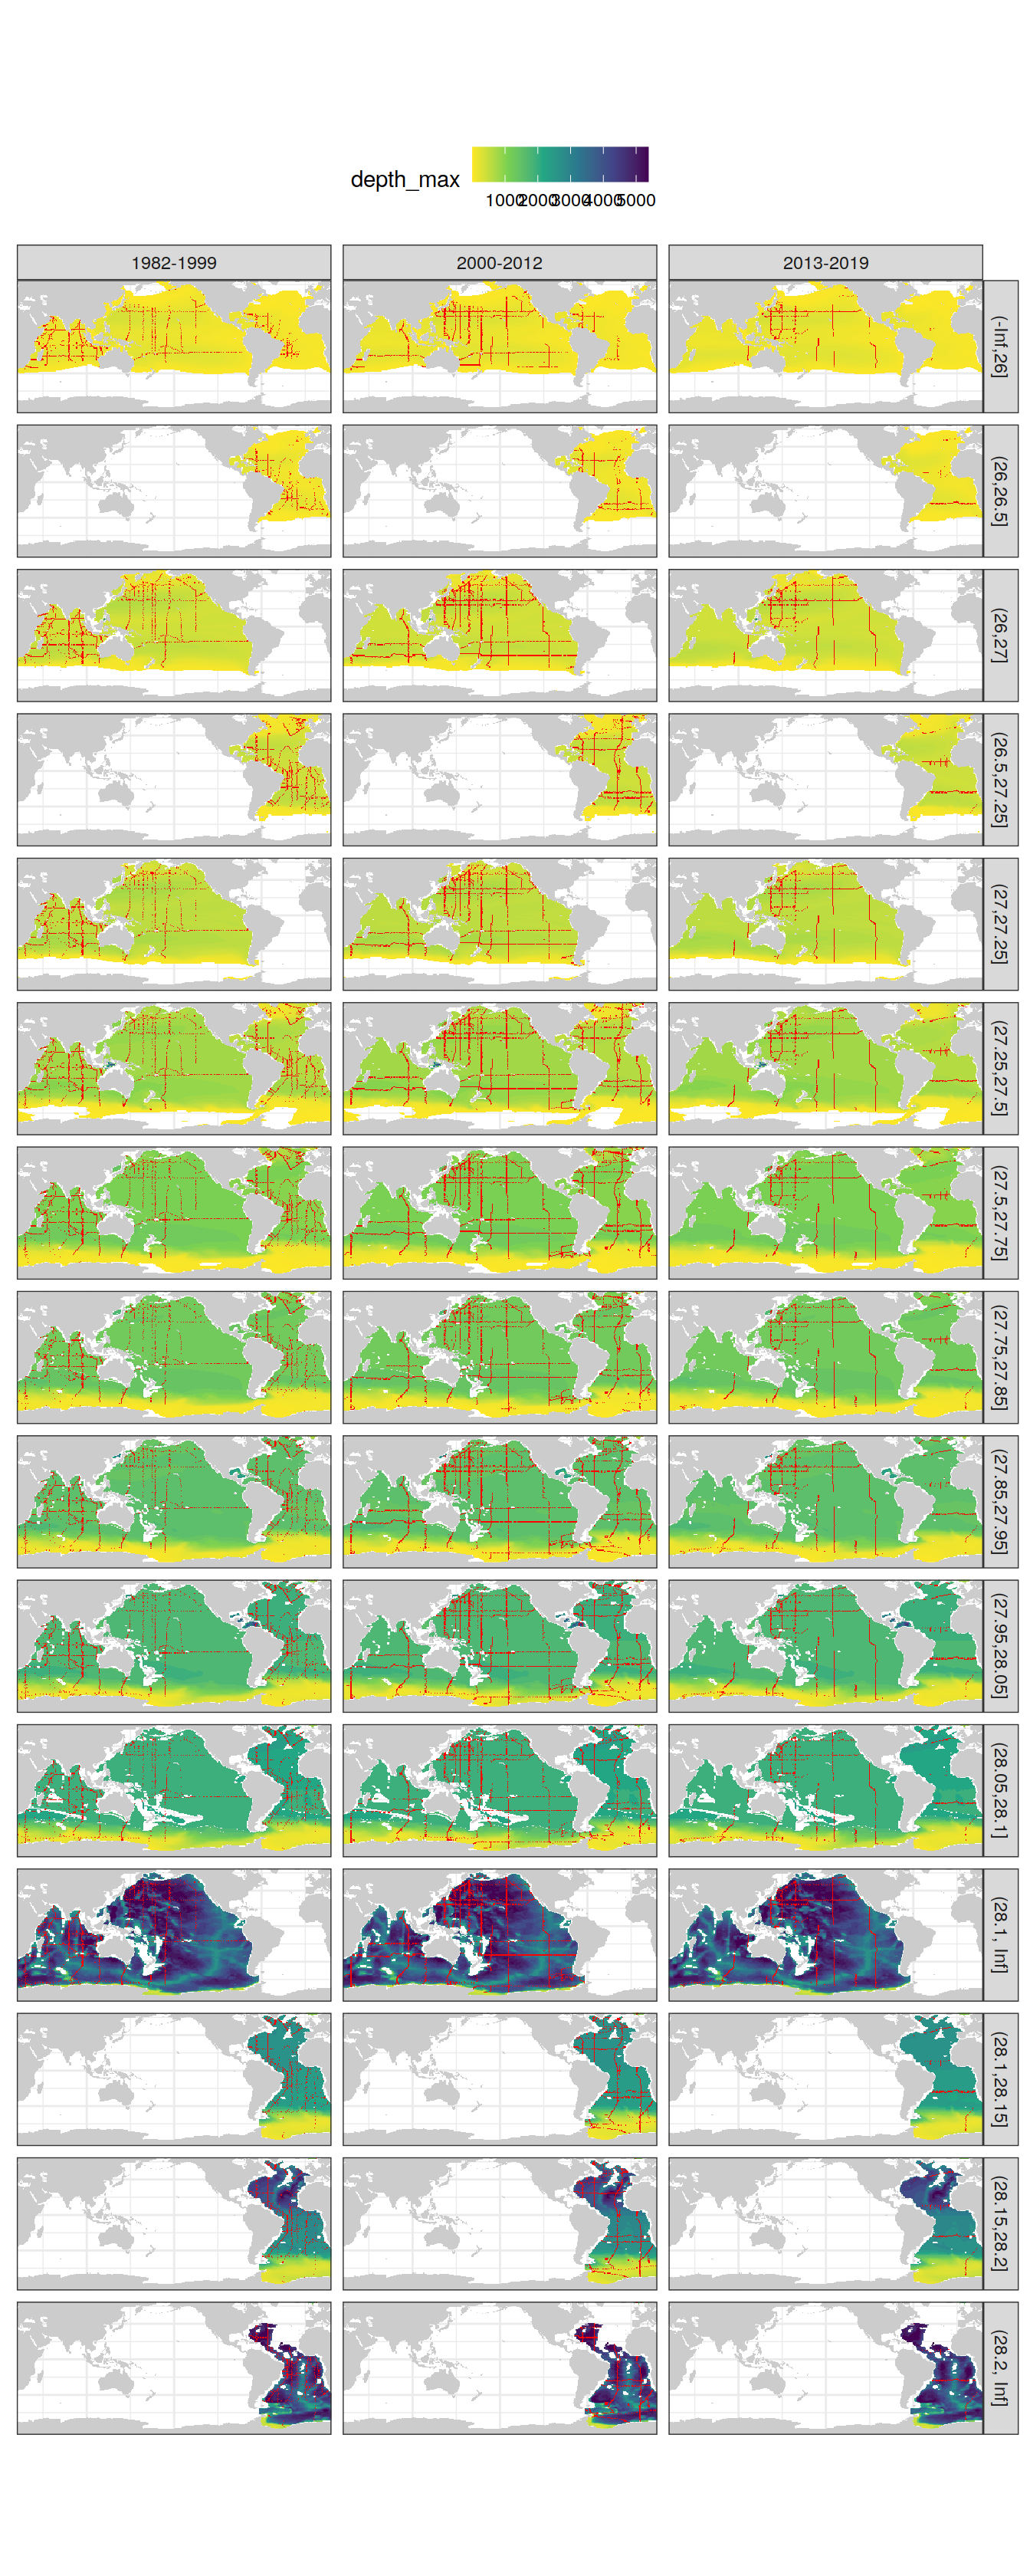 depth_max
1000 2000 3000 4000 5000
1982-1999 2000-2012 2013-2019
(-Inf,26]
(26,26.5]
(26,27]
(26.5,27.25]
(27,27.25]
(27.25,27.5]
(27.5,27.75]
(27.75,27.85]
(27.85,27.95]
(27.95,28.05]
(28.05,28.1]
(28.1, Inf]
(28.1,28.15]
(28.15,28.2]
(28.2, Inf]